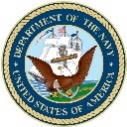 DEPARTMENT OF THE NAVY
UNITED STATES OF AMERICA